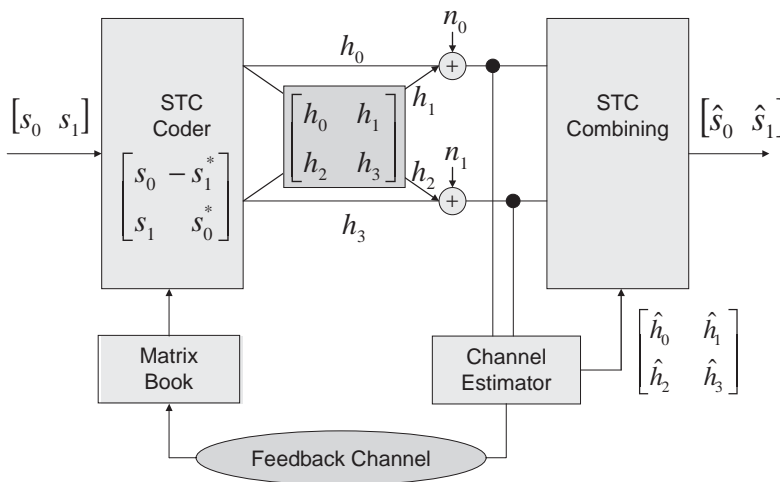 n₀
h₀
STC
Coder
STC
Combining
[s₀ s₁]
[ŝ₀ ŝ₁]
h₁
[h₀ h₁
h₂ h₃]
[s₀ −s₁*
s₁ s₀*]
h₂
n₁
+
+
h₃
Matrix
Book
Channel
Estimator
[ĥ₀ ĥ₁
ĥ₂ ĥ₃]
Feedback Channel